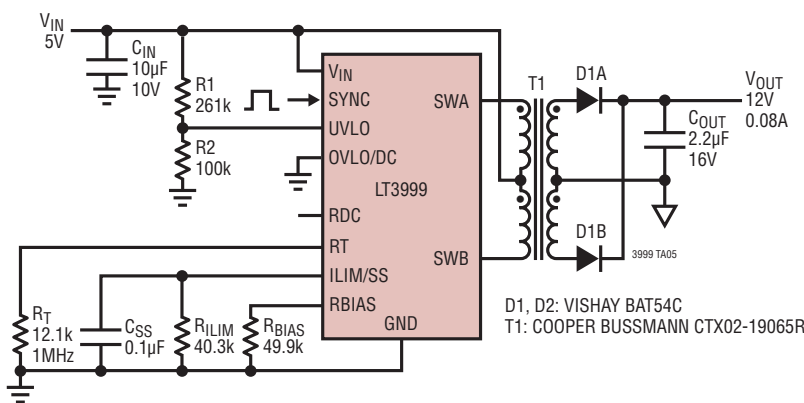 VIN
5V
CIN
10µF
10V
R1
261k
R2
100k
VIN
SYNC
UVLO
OVLO/DC
RDC
RT
ILIM/SS
RBIAS
GND
LT3999
SWA
SWB
T1
D1A
D1B
VOUT
12V
0.08A
COUT
2.2µF
16V
3999 TA05
D1, D2: VISHAY BAT54C
T1: COOPER BUSSMANN CTX02-19065R
RT
12.1k
1MHz
CSS
0.1µF
RILIM
40.3k
RBIAS
49.9k